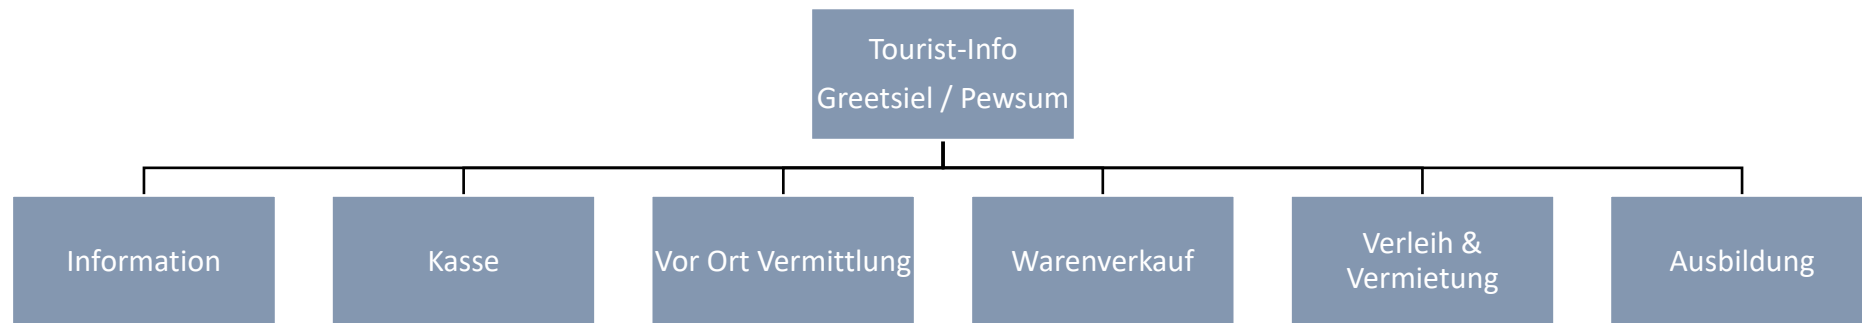 Tourist-Info
Greetsiel / Pewsum
Information
Kasse
Vor Ort Vermittlung
Warenverkauf
Verleih &
Vermietung
Ausbildung